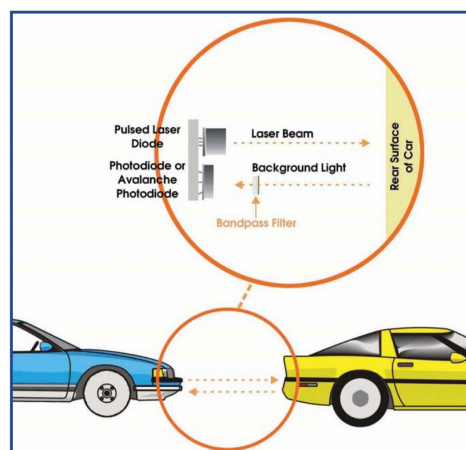 Pulsed Laser
Diode
Laser Beam
Photodiode or
Avalanche
Photodiode
Background Light
Bandpass Filter
Rear Surface
of Car